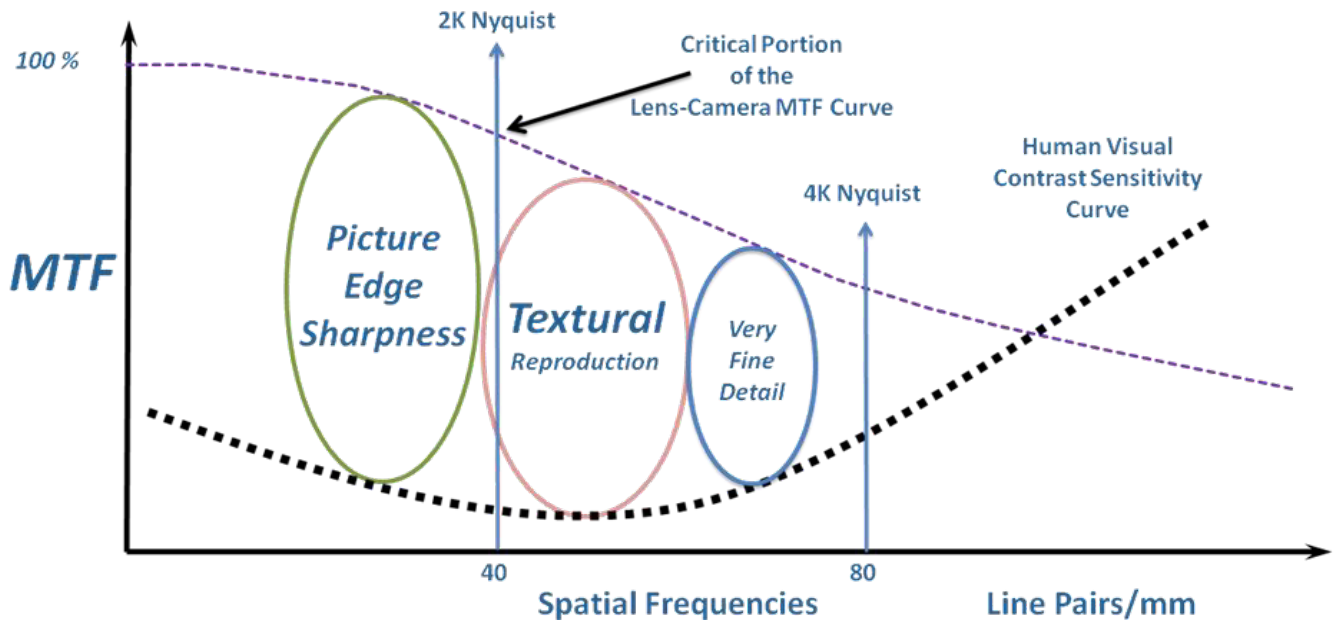 2K Nyquist
100 %
Critical Portion
of the
Lens-Camera MTF Curve
Human Visual
Contrast Sensitivity
Curve
4K Nyquist
MTF
Picture
Edge
Sharpness
Textural
Reproduction
Very
Fine
Detail
40
80
Spatial Frequencies
Line Pairs/mm